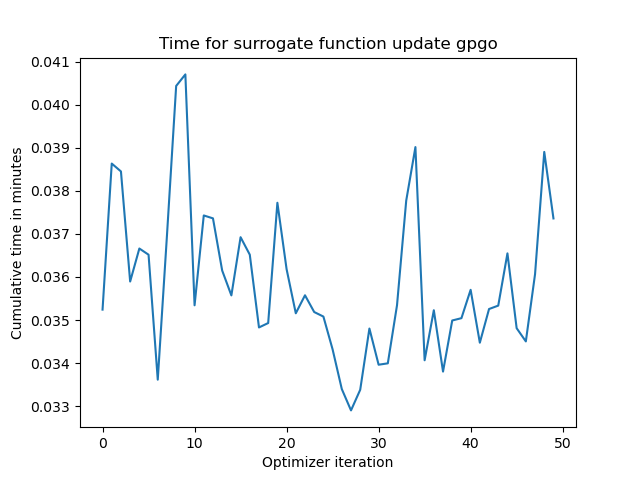 Time for surrogate function update gpgo
Cumulative time in minutes
0.041
0.040
0.039
0.038
0.037
0.036
0.035
0.034
0.033
0 10 20 30 40 50
Optimizer iteration